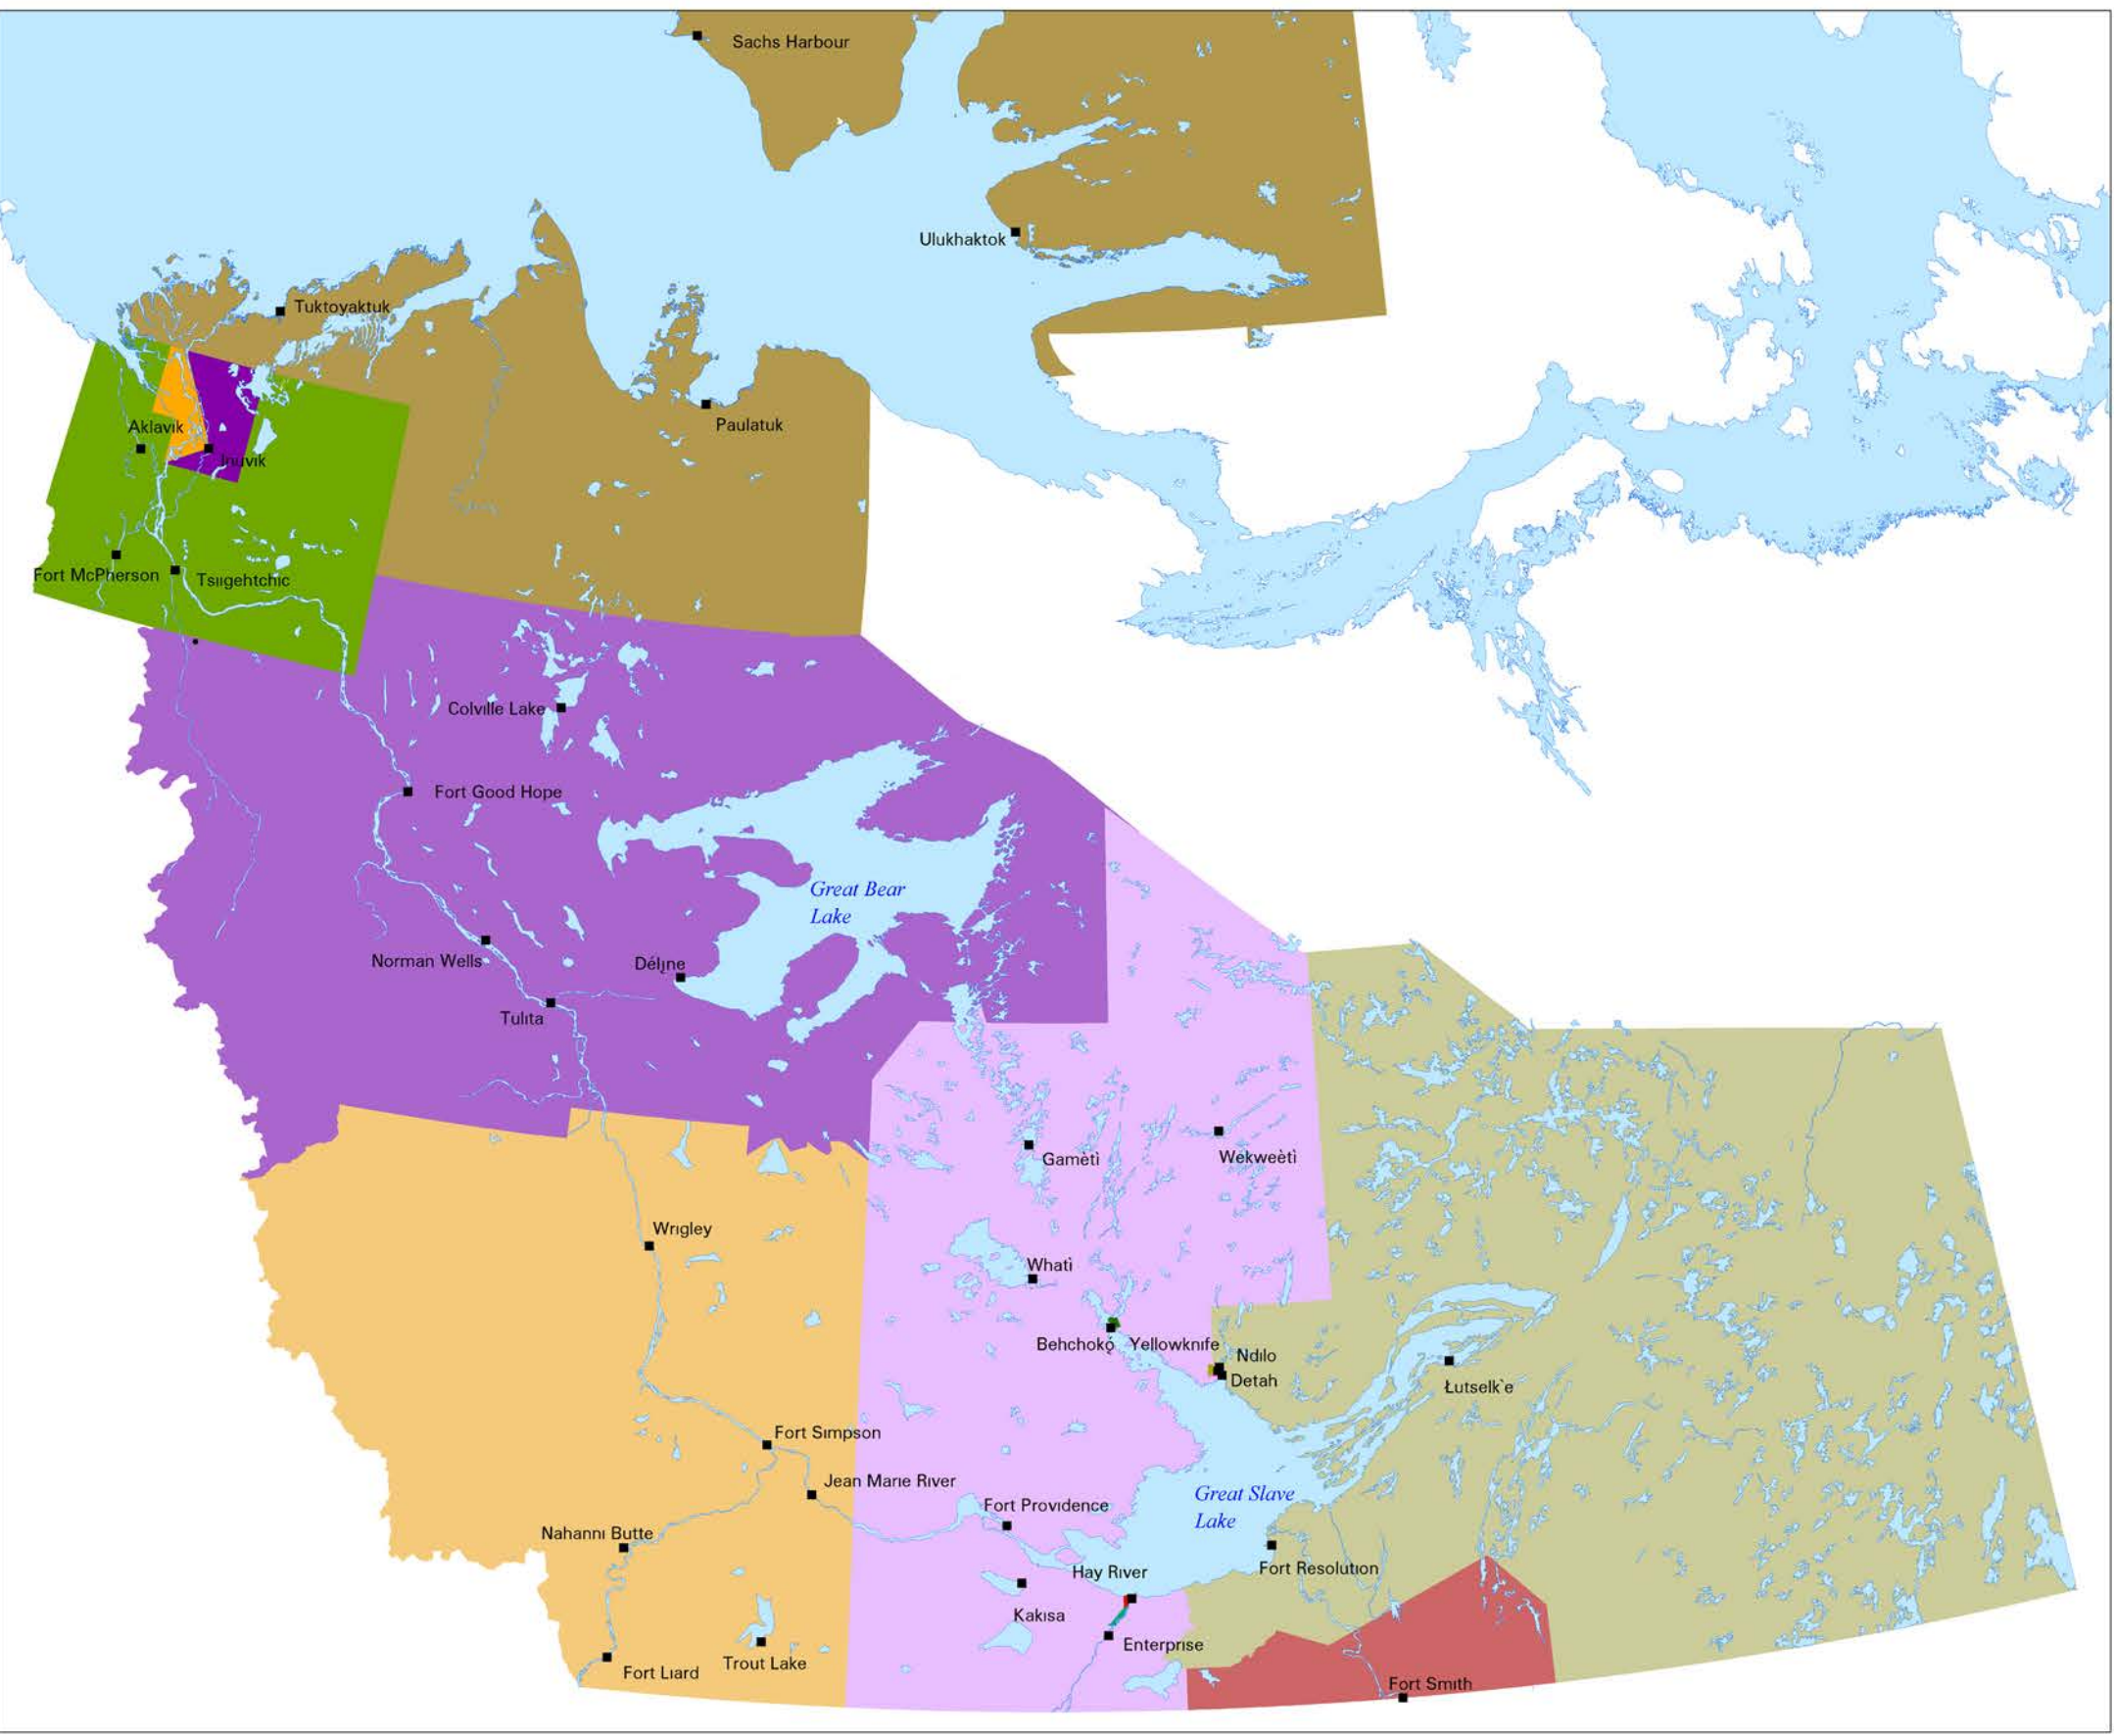 Sachs Harbour
Ulukhaktok
Tuktoyaktuk
Paulatuk
Aklavik
Inuvik
Fort McPherson
Tsiigehtchic
Colville Lake
Fort Good Hope
Great Bear
Lake
Norman Wells
Délı̨ne
Tulita
Gamètì
Wekweètì
Wrigley
Whatì
Behchokǫ̀
Yellowknife
Ndilo
Detah
Łutselk`e
Fort Simpson
Jean Marie River
Great Slave
Lake
Fort Providence
Nahanni Butte
Fort Resolution
Hay River
Kakisa
Enterprise
Trout Lake
Fort Liard
Fort Smith